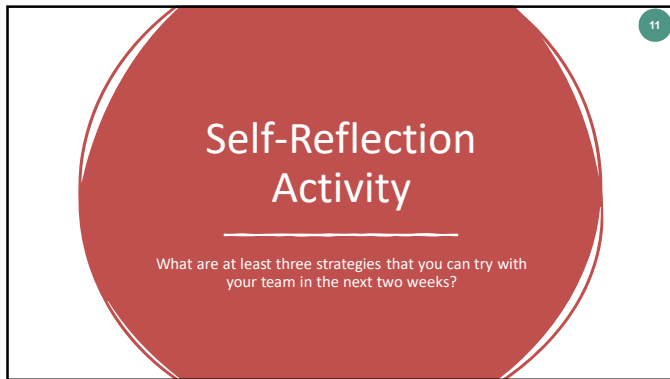 11
Self-Reflection
Activity
What are at least three strategies that you can try with
your team in the next two weeks?